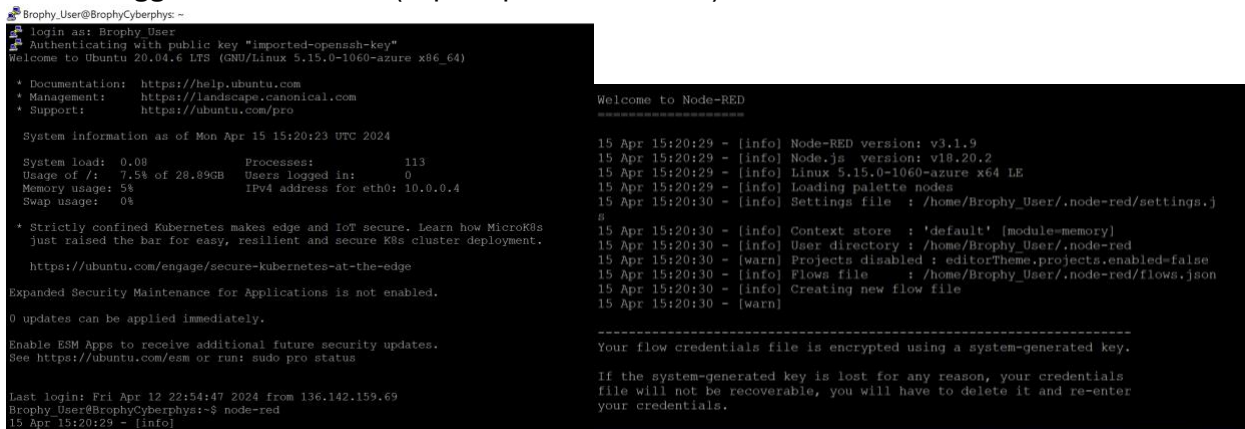 Brophy_User@BrophyCyberphys: ~
login as: Brophy_User
Authenticating with public key "imported-openssh-key"
Welcome to Ubuntu 20.04.6 LTS (GNU/Linux 5.15.0-1060-azure x86_64)
* Documentation: https://help.ubuntu.com
* Management: https://landscape.canonical.com
* Support: https://ubuntu.com/pro
System information as of Mon Apr 15 15:20:23 UTC 2024
System load: 0.08 Processes: 113
Usage of /: 7.5% of 28.89GB Users logged in: 0
Memory usage: 5% IPv4 address for eth0: 10.0.0.4
Swap usage: 0%
* Strictly confined Kubernetes makes edge and IoT secure. Learn how MicroK8s
just raised the bar for easy, resilient and secure K8s cluster deployment.
https://ubuntu.com/engage/secure-kubernetes-at-the-edge
Expanded Security Maintenance for Applications is not enabled.
0 updates can be applied immediately.
Enable ESM Apps to receive additional future security updates.
See https://ubuntu.com/esm or run: sudo pro status
Last login: Fri Apr 12 22:54:47 2024 from 136.142.159.69
Brophy_User@BrophyCyberphys:~$ node-red
15 Apr 15:20:29 - [info]
Welcome to Node-RED
===================
15 Apr 15:20:29 - [info] Node-RED version: v3.1.9
15 Apr 15:20:29 - [info] Node.js version: v18.20.2
15 Apr 15:20:29 - [info] Linux 5.15.0-1060-azure x64 LE
15 Apr 15:20:29 - [info] Loading palette nodes
15 Apr 15:20:30 - [info] Settings file : /home/Brophy_User/.node-red/settings.j
s
15 Apr 15:20:30 - [info] Context store : 'default' [module=memory]
15 Apr 15:20:30 - [info] User directory : /home/Brophy_User/.node-red
15 Apr 15:20:30 - [warn] Projects disabled : editorTheme.projects.enabled=false
15 Apr 15:20:30 - [info] Flows file : /home/Brophy_User/.node-red/flows.json
15 Apr 15:20:30 - [info] Creating new flow file
15 Apr 15:20:30 - [warn]
---------------------------------------------------------------------
Your flow credentials file is encrypted using a system-generated key.
If the system-generated key is lost for any reason, your credentials
file will not be recoverable, you will have to delete it and re-enter
your credentials.